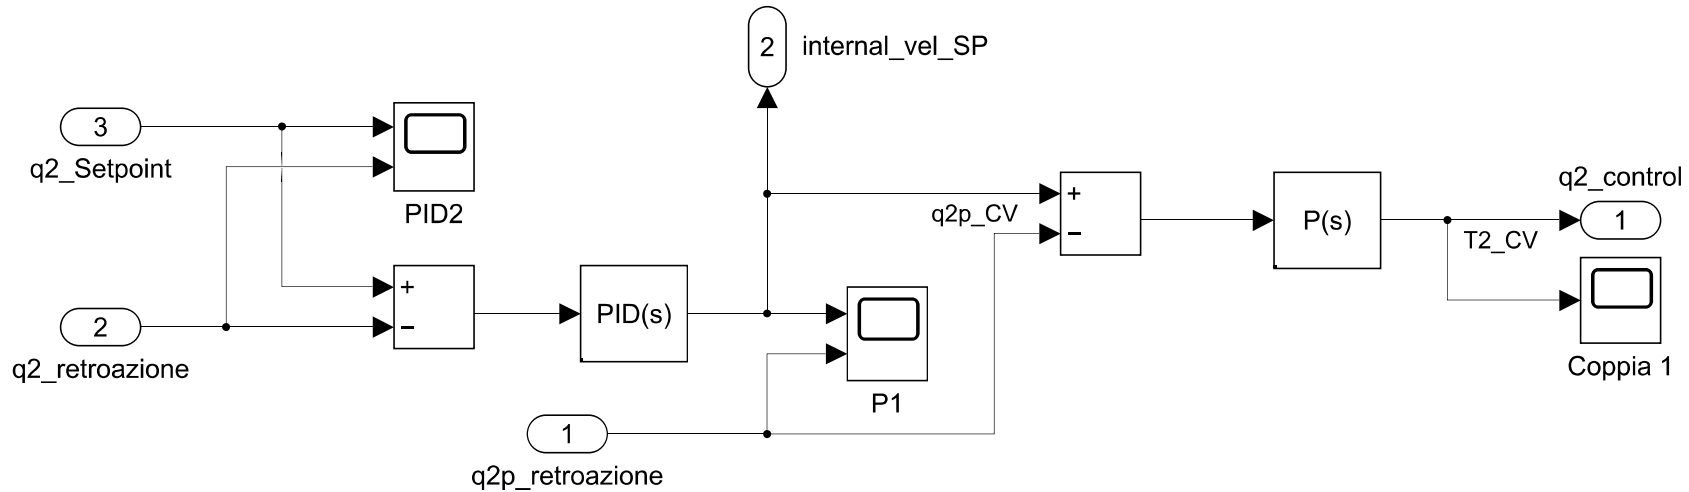 2
internal_vel_SP
3
q2_Setpoint
PID2
+
−
q2p_CV
P(s)
q2_control
1
T2_CV
2
q2_retroazione
+
−
PID(s)
P1
Coppia 1
1
q2p_retroazione